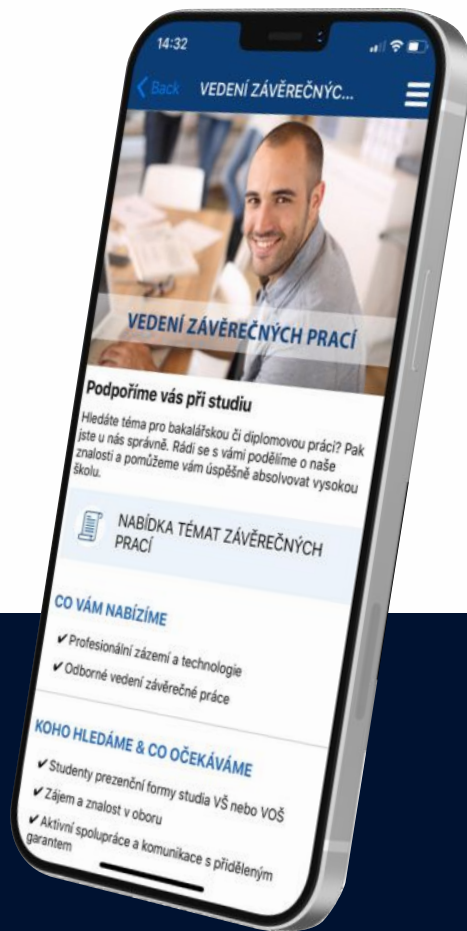 14:32
Back VEDENÍ ZÁVĚREČNÝC...
VEDENÍ ZÁVĚREČNÝCH PRACÍ
Podpoříme vás při studiu
Hledáte téma pro bakalářskou či diplomovou práci? Pak
jste u nás správně. Rádi se s vámi podělíme o naše
znalosti a pomůžeme vám úspěšně absolvovat vysokou
školu.
NABÍDKA TÉMAT ZÁVĚREČNÝCH
PRACÍ
CO VÁM NABÍZÍME
✔ Profesionální zázemí a technologie
✔ Odborné vedení závěrečné práce
KOHO HLEDÁME & CO OČEKÁVÁME
✔ Studenty prezenční formy studia VŠ nebo VOŠ
✔ Zájem a znalost v oboru
✔ Aktivní spolupráce a komunikace s přiděleným
garantem